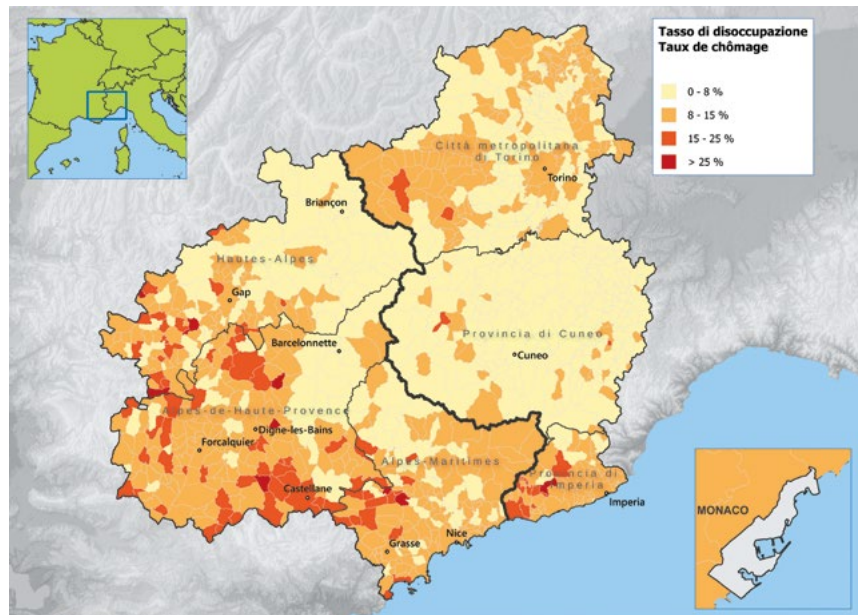 Tasso di disoccupazione
Taux de chômage
0 - 8 %
8 - 15 %
15 - 25 %
> 25 %
Città metropolitana
di Torino
Torino
Briançon
Hautes-Alpes
Gap
Provincia di Cuneo
Barcelonnette
Cuneo
Alpes-de-Haute-Provence
Digne-les-Bains
Forcalquier
Alpes-Maritimes
Provincia di
Imperia
Castellane
Imperia
MONACO
Nice
Grasse